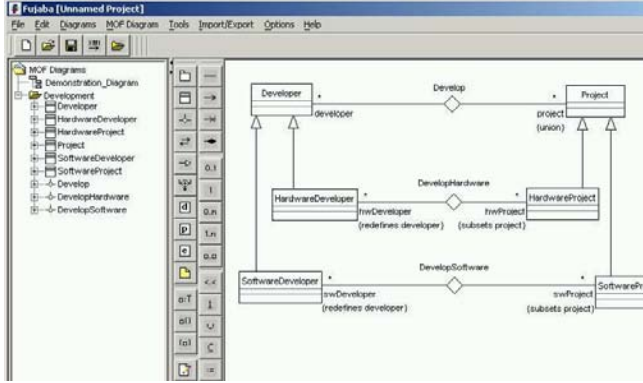 Fujaba [Unnamed Project]
File Edit Diagrams MOF Diagram Tools Import/Export Options Help
MOF Diagrams
Demonstration_Diagram
Development
Developer
HardwareDeveloper
HardwareProject
Project
SoftwareDeveloper
SoftwareProject
Develop
DevelopHardware
DevelopSoftware
d
p
e
0..1
1
0..n
1..n
Developer
*
developer
Develop
*
project
(union)
Project
HardwareDeveloper
*
hwDeveloper
(redefines developer)
DevelopHardware
*
hwProject
(subsets project)
HardwareProject
SoftwareDeveloper
*
swDeveloper
(redefines developer)
DevelopSoftware
*
swProject
(subsets project)
SoftwarePr